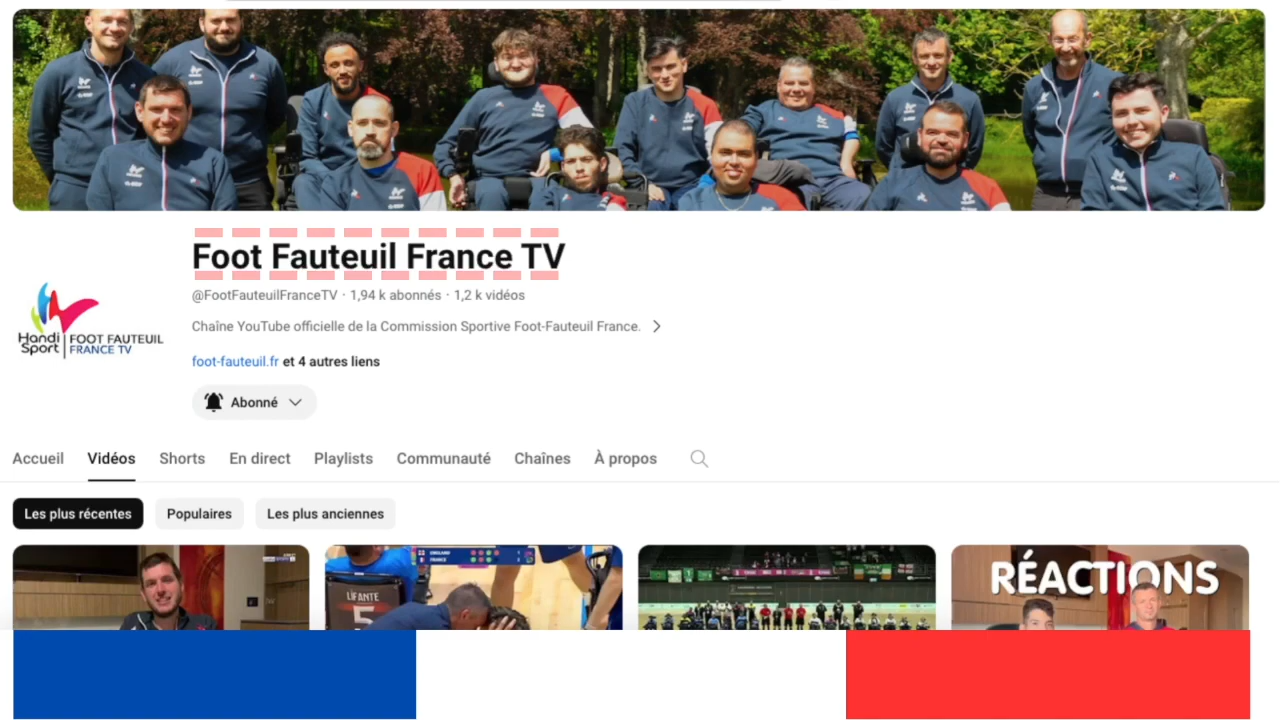 Foot Fauteuil France TV
@FootFauteuilFranceTV · 1,94 k abonnés · 1,2 k vidéos
Chaîne YouTube officielle de la Commission Sportive Foot-Fauteuil France.
foot-fauteuil.fr et 4 autres liens
Handi Sport
FOOT FAUTEUIL
FRANCE TV
Abonné
Accueil Vidéos Shorts En direct Playlists Communauté Chaînes À propos
Les plus récentes Populaires Les plus anciennes
ENGLAND
FRANCE
LIFANTE
5
RÉACTIONS